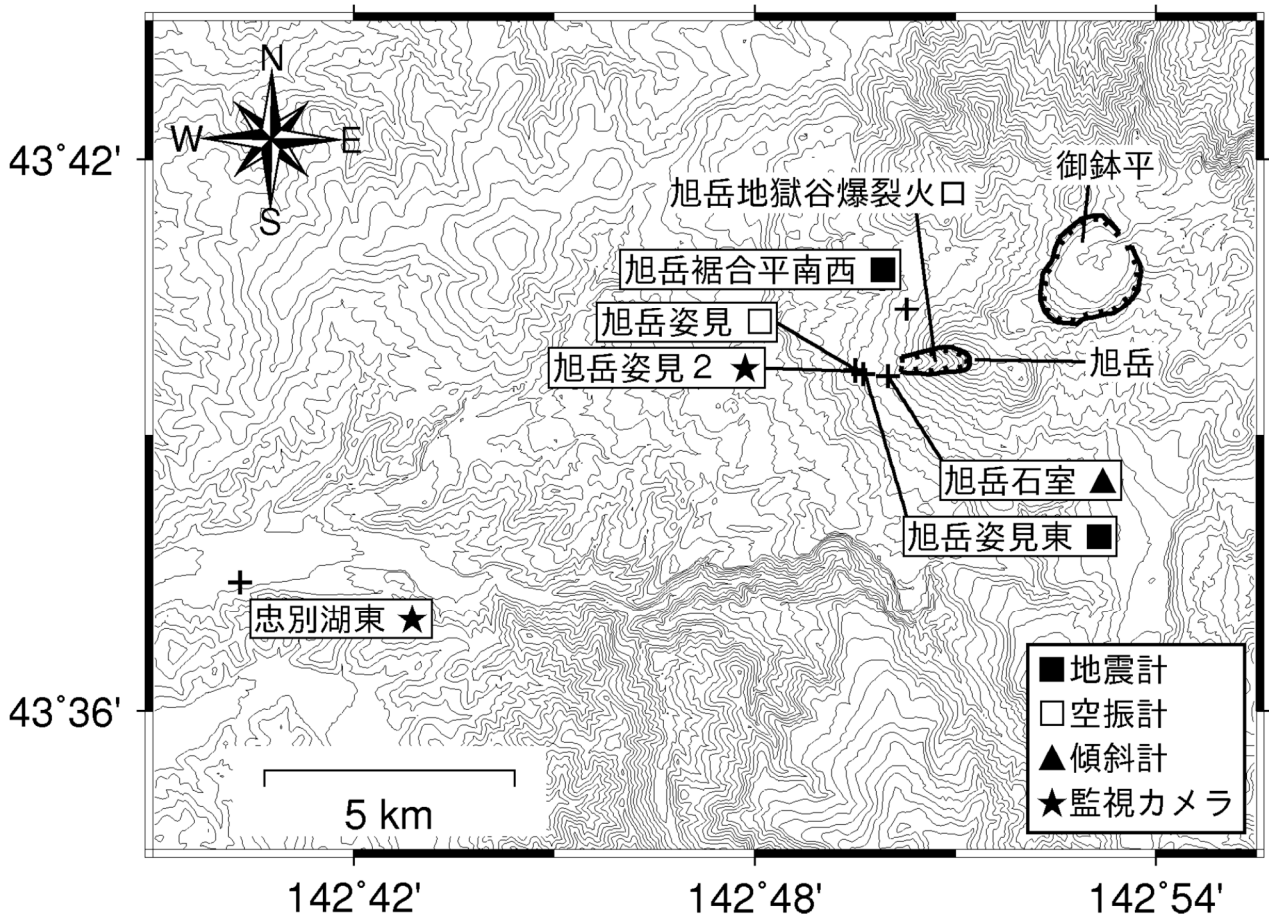 N
W
E
S
43°42'
御鉢平
旭岳地獄谷爆裂火口
旭岳裾合平南西 ■
旭岳姿見 □
旭岳姿見2 ★
旭岳
旭岳石室 ▲
旭岳姿見東 ■
忠別湖東 ★
43°36'
■地震計
□空振計
▲傾斜計
★監視カメラ
5 km
142°42'
142°48'
142°54'